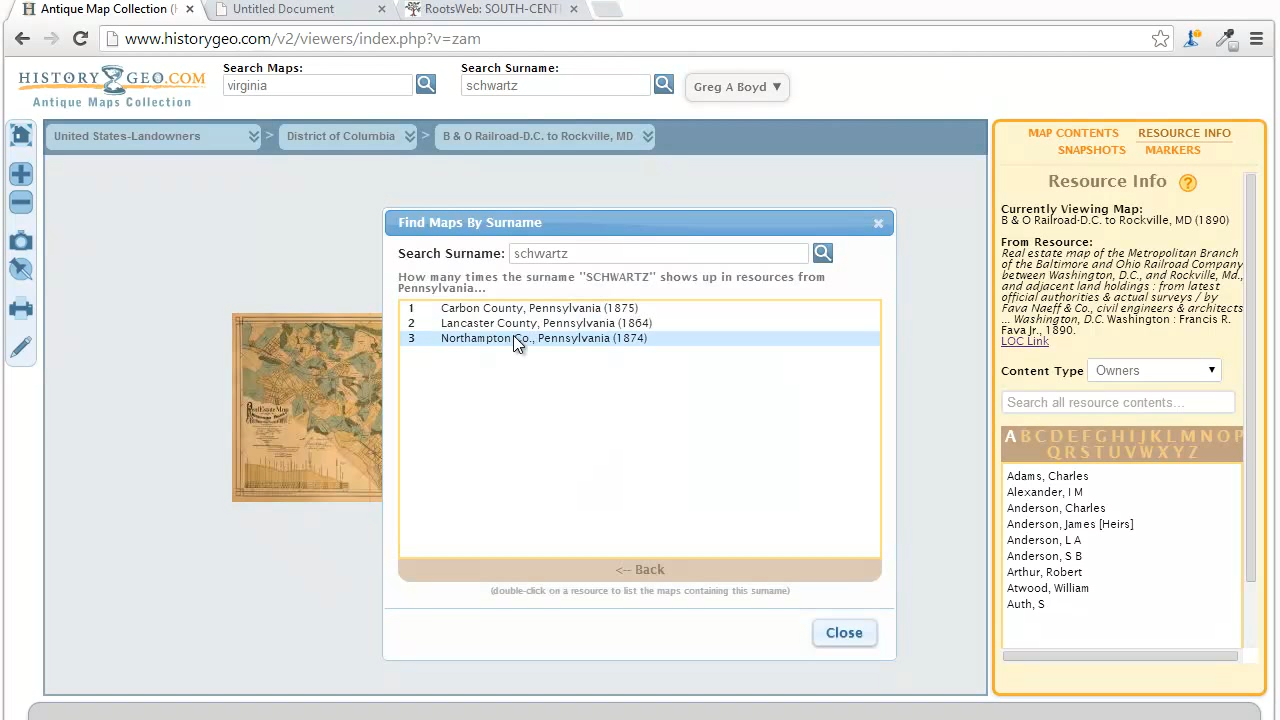 Antique Map Collection (H
Untitled Document
RootsWeb: SOUTH-CENT
www.historygeo.com/v2/viewers/index.php?v=zam
HISTORY GEO.COM
Antique Maps Collection
Search Maps:
virginia
Search Surname:
schwartz
Greg A Boyd ▼
United States-Landowners
>
District of Columbia
>
B & O Railroad-D.C. to Rockville, MD
Find Maps By Surname
Search Surname:
schwartz
How many times the surname "SCHWARTZ" shows up in resources from
Pennsylvania...
1 Carbon County, Pennsylvania (1875)
2 Lancaster County, Pennsylvania (1864)
3 Northampton Co., Pennsylvania (1874)
<-- Back
(double-click on a resource to list the maps containing this surname)
Close
MAP CONTENTS RESOURCE INFO
SNAPSHOTS MARKERS
Resource Info ?
Currently Viewing Map:
B & O Railroad-D.C. to Rockville, MD (1890)
From Resource:
Real estate map of the Metropolitan Branch
of the Baltimore and Ohio Railroad Company
between Washington, D.C., and Rockville, Md.,
and adjacent land holdings : from latest
official authorities & actual surveys / by
Fava Naeff & Co., civil engineers & architects
... Washington, D.C. Washington : Francis R.
Fava Jr., 1890.
LOC Link
Content Type Owners ▼
Search all resource contents...
A B C D E F G H I J K L M N O P
Q R S T U V W X Y Z
Adams, Charles
Alexander, I M
Anderson, Charles
Anderson, James [Heirs]
Anderson, L A
Anderson, S B
Arthur, Robert
Atwood, William
Auth, S